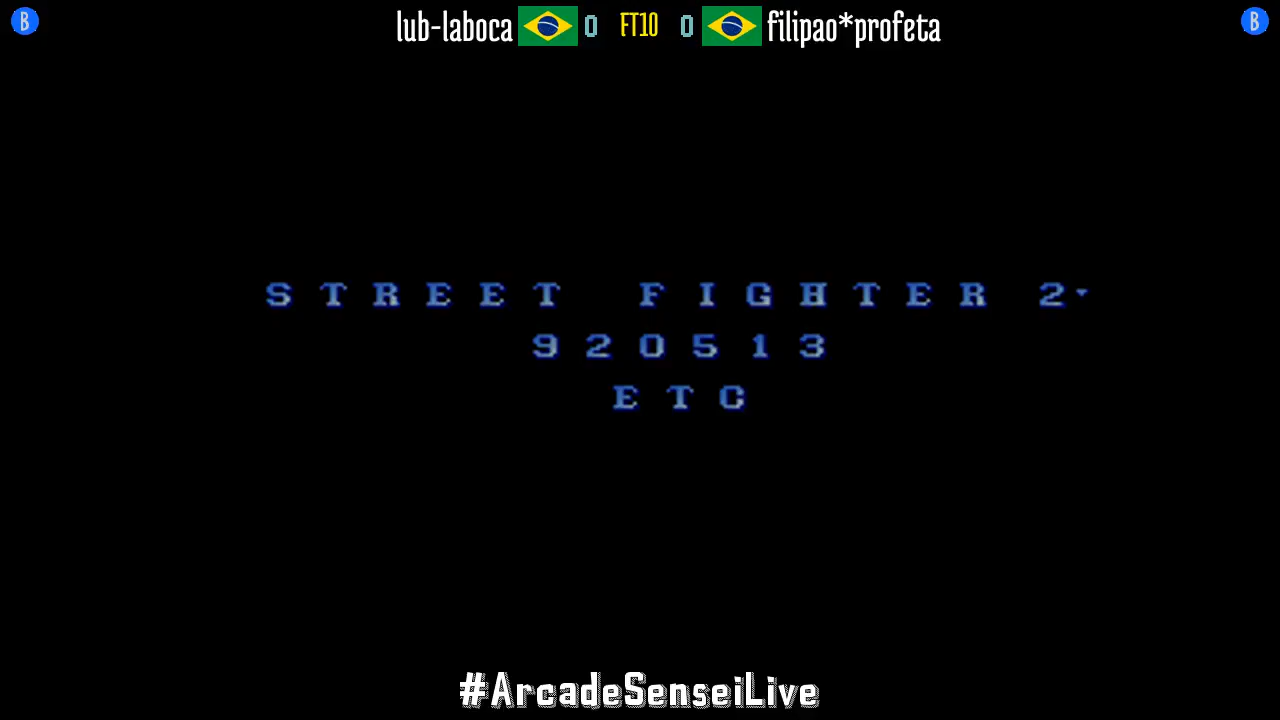 B lub-laboca 0 FT10 0 filipao*profeta B
STREET FIGHTER 2'
920513
ETC
#ArcadeSenseiLive